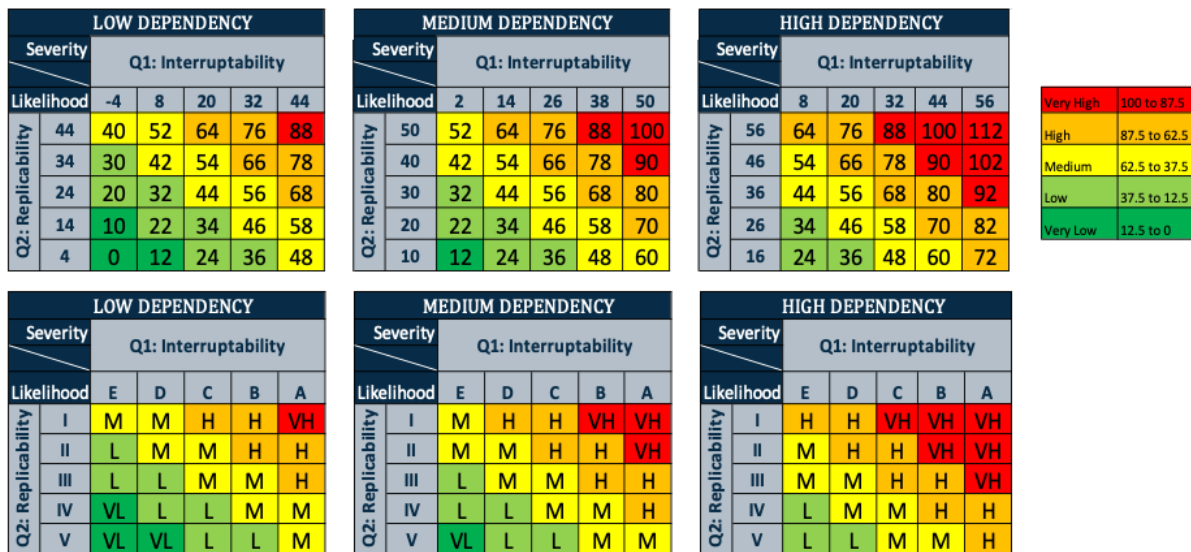 LOW DEPENDENCY
Severity
Q1: Interruptability
Likelihood -4 8 20 32 44
Q2: Replicability
44 40 52 64 76 88
34 30 42 54 66 78
24 20 32 44 56 68
14 10 22 34 46 58
4 0 12 24 36 48
MEDIUM DEPENDENCY
Severity
Q1: Interruptability
Likelihood 2 14 26 38 50
Q2: Replicability
50 52 64 76 88 100
40 42 54 66 78 90
30 32 44 56 68 80
20 22 34 46 58 70
10 12 24 36 48 60
HIGH DEPENDENCY
Severity
Q1: Interruptability
Likelihood 8 20 32 44 56
Q2: Replicability
56 64 76 88 100 112
46 54 66 78 90 102
36 44 56 68 80 92
26 34 46 58 70 82
16 24 36 48 60 72
Very High 100 to 87.5
High 87.5 to 62.5
Medium 62.5 to 37.5
Low 37.5 to 12.5
Very Low 12.5 to 0
LOW DEPENDENCY
Severity
Q1: Interruptability
Likelihood E D C B A
Q2: Replicability
I M M H H VH
II L M M H H
III L L M M H
IV VL L L M M
V VL VL L L M
MEDIUM DEPENDENCY
Severity
Q1: Interruptability
Likelihood E D C B A
Q2: Replicability
I M H H VH VH
II M M H H VH
III L M M H H
IV L L M M H
V VL L L M M
HIGH DEPENDENCY
Severity
Q1: Interruptability
Likelihood E D C B A
Q2: Replicability
I H H VH VH VH
II M H H VH VH
III M M H H VH
IV L M M H H
V L L M M H